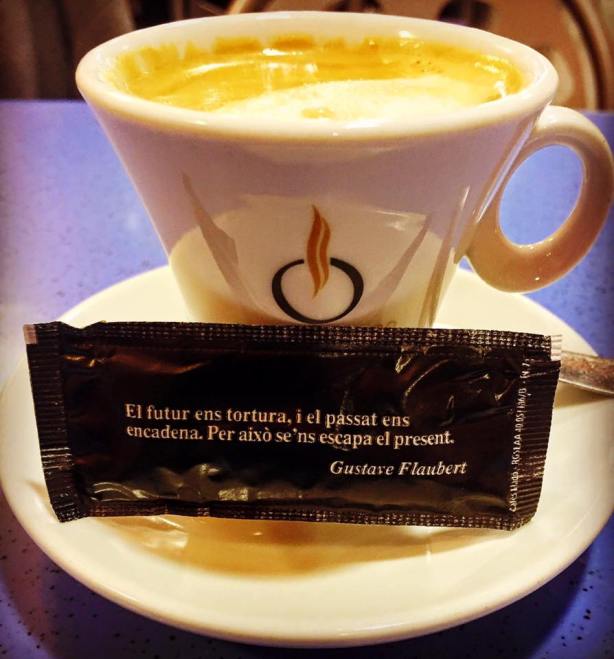 El futur ens tortura, i el passat ens
encadena. Per això se'ns escapa el present.
Gustave Flaubert